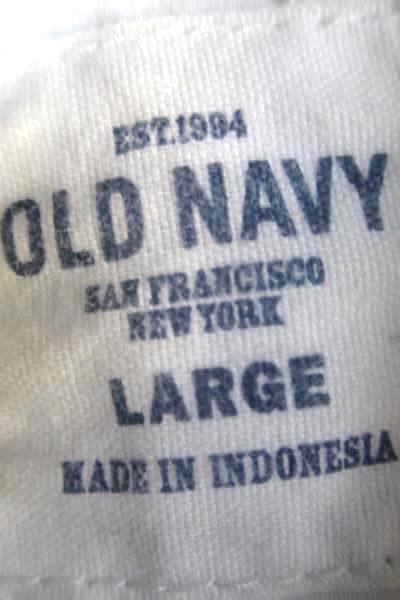 EST.1994
OLD NAVY
SAN FRANCISCO
NEW YORK
LARGE
MADE IN INDONESIA